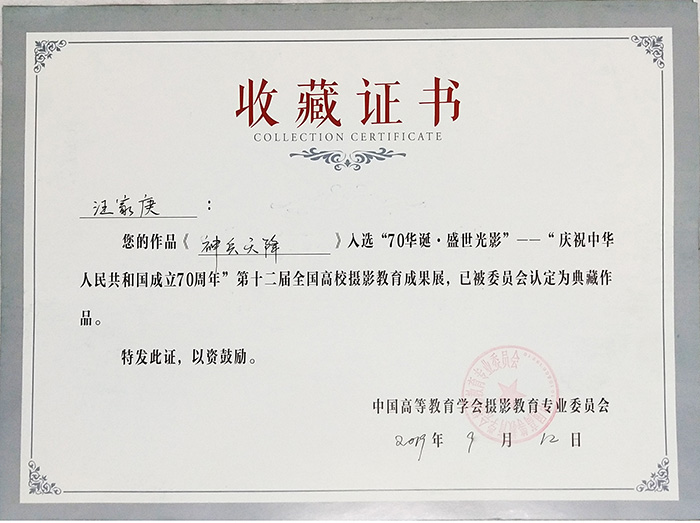 收藏证书
COLLECTION CERTIFICATE
汪家庚：
您的作品《神兵天降》入选“70华诞·盛世光影”——“庆祝中华
人民共和国成立70周年”第十二届全国高校摄影教育成果展，已被委员会认定为典藏作
品。
特发此证，以资鼓励。
中国高等教育学会摄影教育专业委员会
2019年9月12日